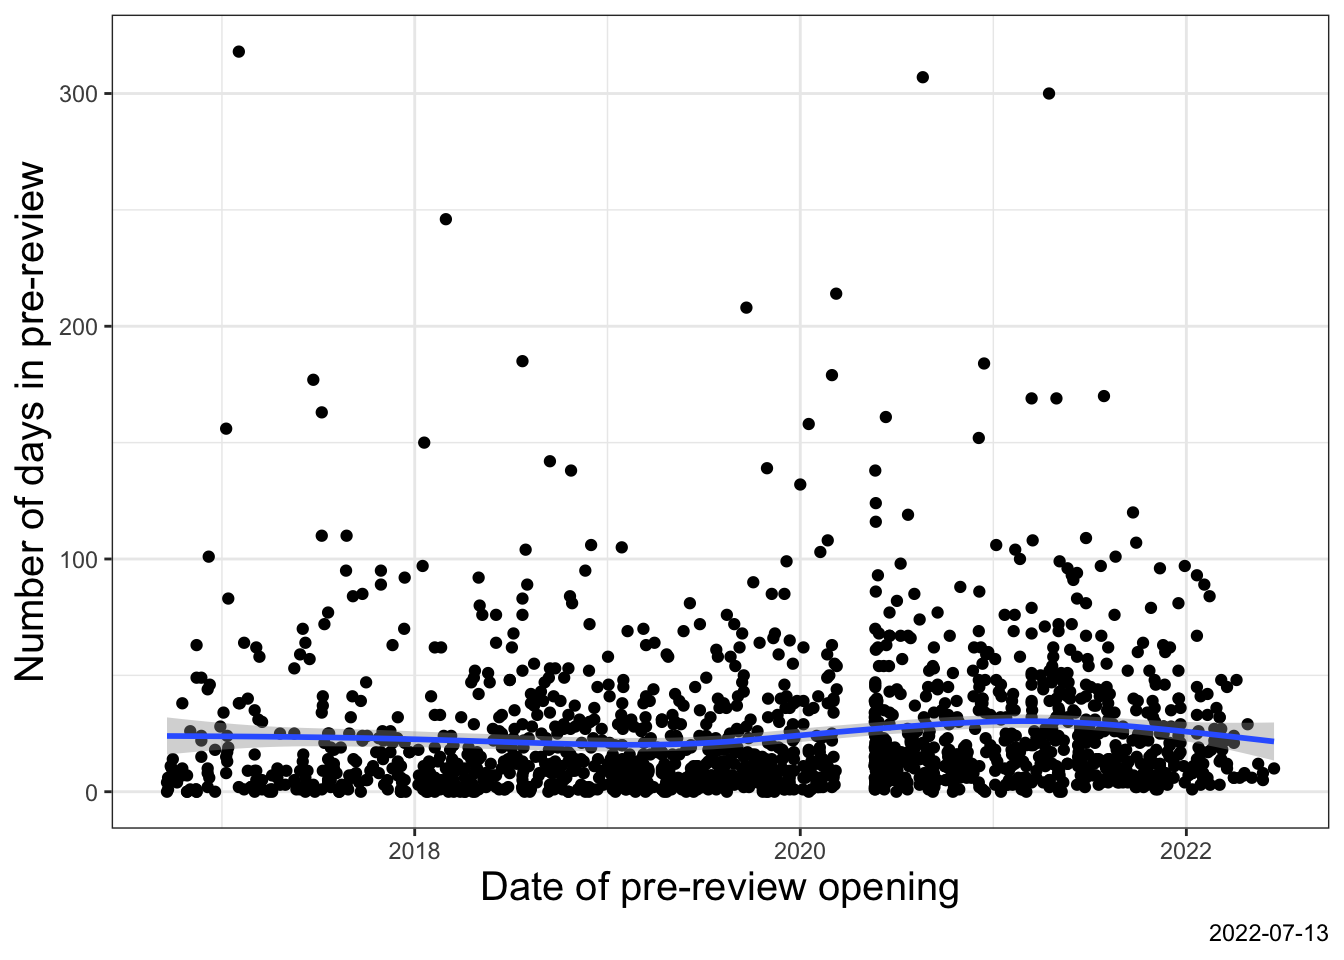 Number of days in pre-review
300
200
100
0
2018 2020 2022
Date of pre-review opening
2022-07-13